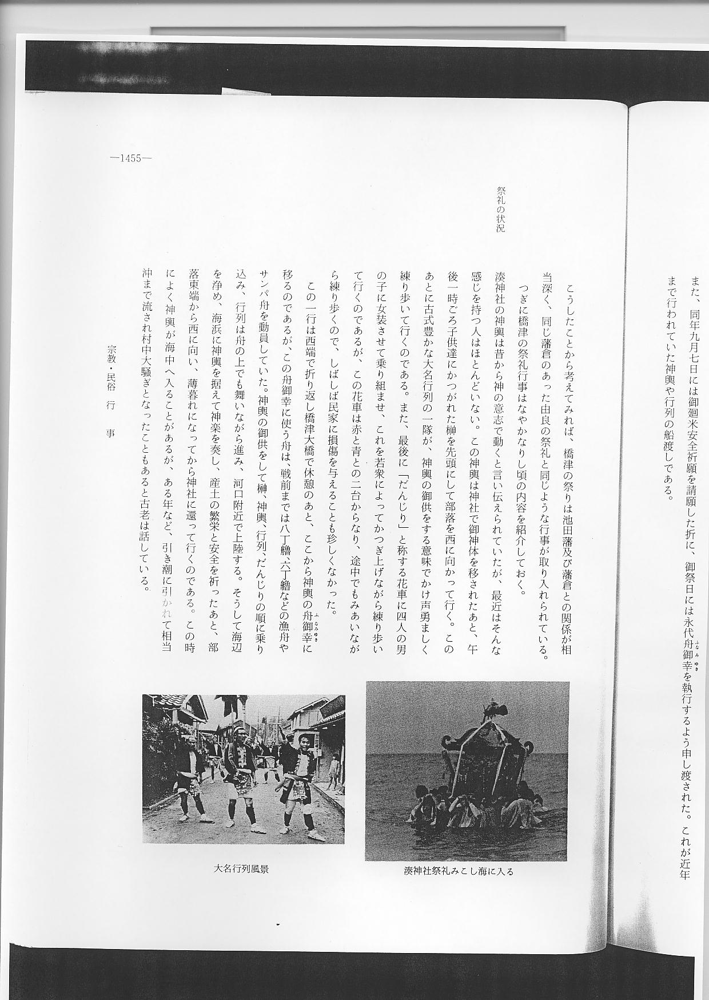 また、同年九月七日には御廻米安全祈願を請願した折に、御祭日には永代舟御幸を執行するよう申し渡された。これが近年
ふなみゆき
まで行われていた神輿や行列の船渡しである。
こうしたことから考えてみれば、橋津の祭りは池田藩及び藩倉との関係が相
当深く、同じ藩倉のあった由良の祭礼と同じような行事が取り入れられている。
つぎに橋津の祭礼行事はなやかなりし頃の内容を紹介しておく。
祭礼の状況
湊神社の神輿は昔から神の意志で動くと言い伝えられていたが、最近はそんな
感じを持つ人はほとんどいない。この神輿は神社で御神体を移されたあと、午
後一時ごろ子供達にかつがれた榊を先頭にして部落を西に向かって行く。この
あとに古式豊かな大名行列の一隊が、神輿の御供をする意味でかけ声勇ましく
練り歩いて行くのである。また、最後に「だんじり」と称する花車に四人の男
の子に女装させて乗り組ませ、これを若衆によってかつぎ上げながら練り歩い
て行くのであるが、この花車は赤と青との二台からなり、途中でもみあいなが
ら練り歩くので、しばしば民家に損傷を与えることも珍しくなかった。
この一行は西端で折り返し橋津大橋で休憩のあと、ここから神輿の舟御幸に
ふなみゆき
移るのであるが、この舟御幸に使う舟は、戦前までは八丁艪、六丁艪などの漁舟や
サンパ舟を動員していた。神輿の御供をして榊、神輿、行列、だんじりの順に乗り
込み、行列は舟の上でも舞いながら進み、河口附近で上陸する。そうして海辺
を浄め、海浜に神輿を据えて神楽を奏し、産土の繁栄と安全を祈ったあと、部
落東端から西に向い、薄暮れになってから神社に還って行くのである。この時
によく神輿が海中へ入ることがあるが、ある年など、引き潮に引かれて相当
沖まで流され村中大騒ぎとなったこともあると古老は話している。
湊神社祭礼みこし海に入る
大名行列風景
宗教・民俗 行 事
―1455―